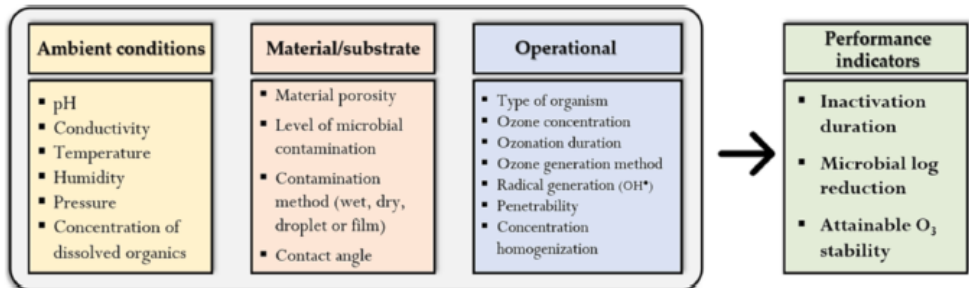 Ambient conditions
▪ pH
▪ Conductivity
▪ Temperature
▪ Humidity
▪ Pressure
▪ Concentration of
dissolved organics
Material/substrate
▪ Material porosity
▪ Level of microbial
contamination
▪ Contamination
method (wet, dry,
droplet or film)
▪ Contact angle
Operational
▪ Type of organism
▪ Ozone concentration
▪ Ozonation duration
▪ Ozone generation method
▪ Radical generation (OH•)
▪ Penetrability
▪ Concentration
homogenization
Performance
indicators
▪ Inactivation
duration
▪ Microbial log
reduction
▪ Attainable O₃
stability